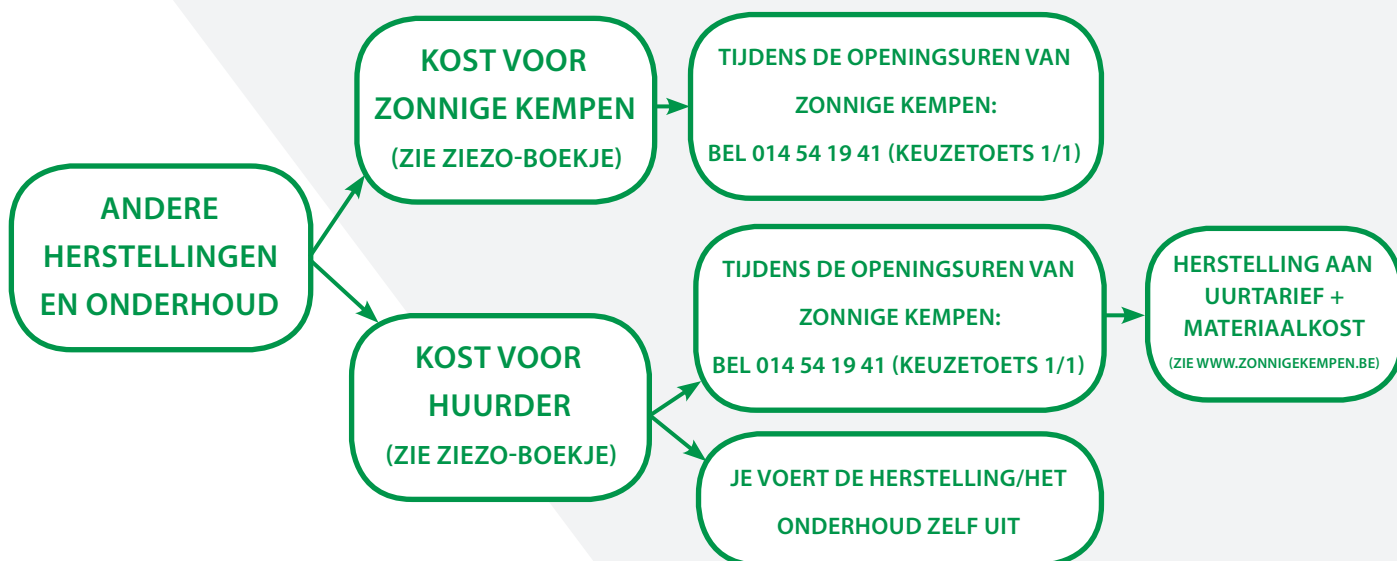 ANDERE
HERSTELLINGEN
EN ONDERHOUD
KOST VOOR
ZONNIGE KEMPEN
(ZIE ZIEZO-BOEKJE)
TIJDENS DE OPENINGSUREN VAN
ZONNIGE KEMPEN:
BEL 014 54 19 41 (KEUZETOETS 1/1)
KOST VOOR
HUURDER
(ZIE ZIEZO-BOEKJE)
TIJDENS DE OPENINGSUREN VAN
ZONNIGE KEMPEN:
BEL 014 54 19 41 (KEUZETOETS 1/1)
HERSTELLING AAN
UURTARIEF +
MATERIAALKOST
(ZIE WWW.ZONNIGEKEMPEN.BE)
JE VOERT DE HERSTELLING/HET
ONDERHOUD ZELF UIT